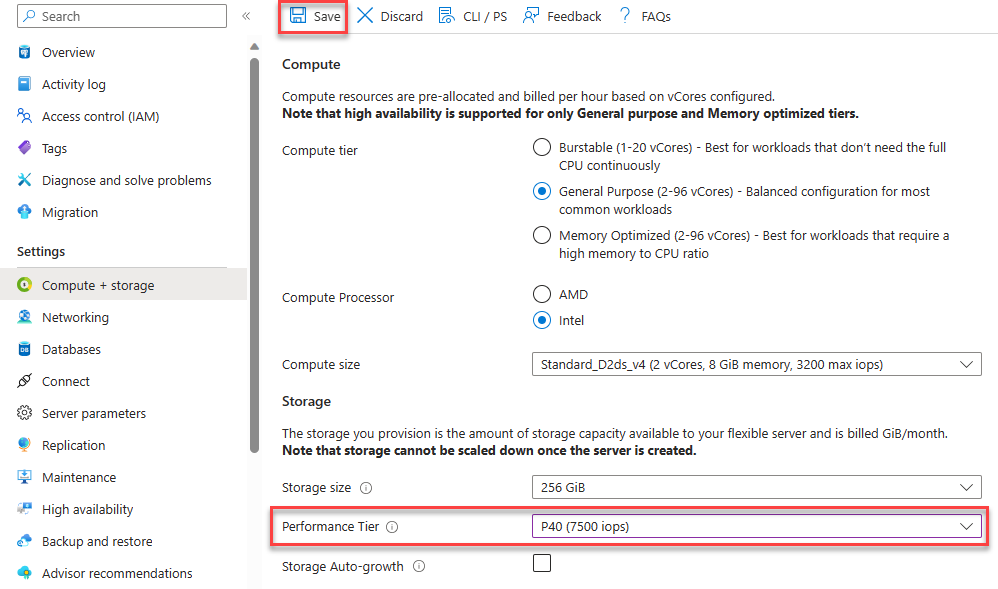 Search
«
Overview
Activity log
Access control (IAM)
Tags
Diagnose and solve problems
Migration
Settings
Compute + storage
Networking
Databases
Connect
Server parameters
Replication
Maintenance
High availability
Backup and restore
Advisor recommendations
Save
Discard
CLI / PS
Feedback
FAQs
Compute
Compute resources are pre-allocated and billed per hour based on vCores configured.
Note that high availability is supported for only General purpose and Memory optimized tiers.
Compute tier
Burstable (1-20 vCores) - Best for workloads that don’t need the full
CPU continuously
General Purpose (2-96 vCores) - Balanced configuration for most
common workloads
Memory Optimized (2-96 vCores) - Best for workloads that require a
high memory to CPU ratio
Compute Processor
AMD
Intel
Compute size
Standard_D2ds_v4 (2 vCores, 8 GiB memory, 3200 max iops)
Storage
The storage you provision is the amount of storage capacity available to your flexible server and is billed GiB/month.
Note that storage cannot be scaled down once the server is created.
Storage size
256 GiB
Performance Tier
P40 (7500 iops)
Storage Auto-growth